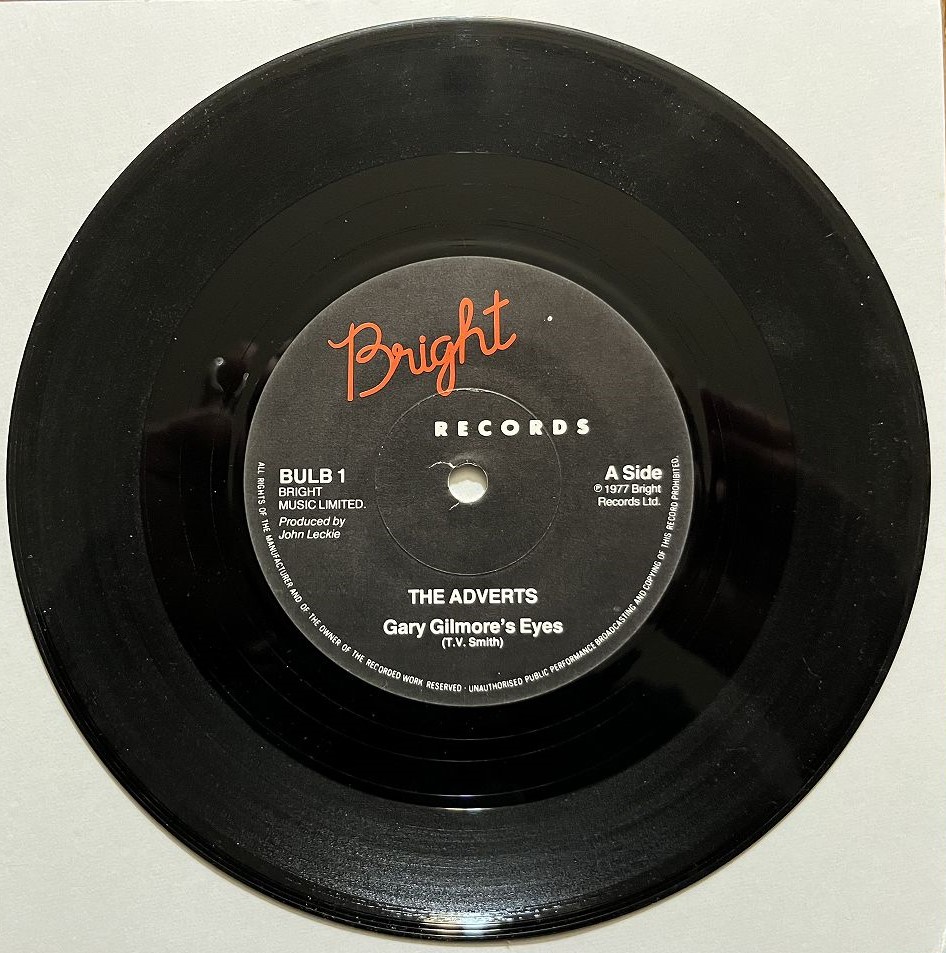 Bright
RECORDS
BULB 1
BRIGHT
MUSIC LIMITED.
Produced by
John Leckie
A Side
℗ 1977 Bright
Records Ltd.
THE ADVERTS
Gary Gilmore's Eyes
(T.V. Smith)
ALL RIGHTS OF THE MANUFACTURER AND OF THE OWNER OF THE RECORDED WORK RESERVED · UNAUTHORISED PUBLIC PERFORMANCE BROADCASTING AND COPYING OF THIS RECORD PROHIBITED.